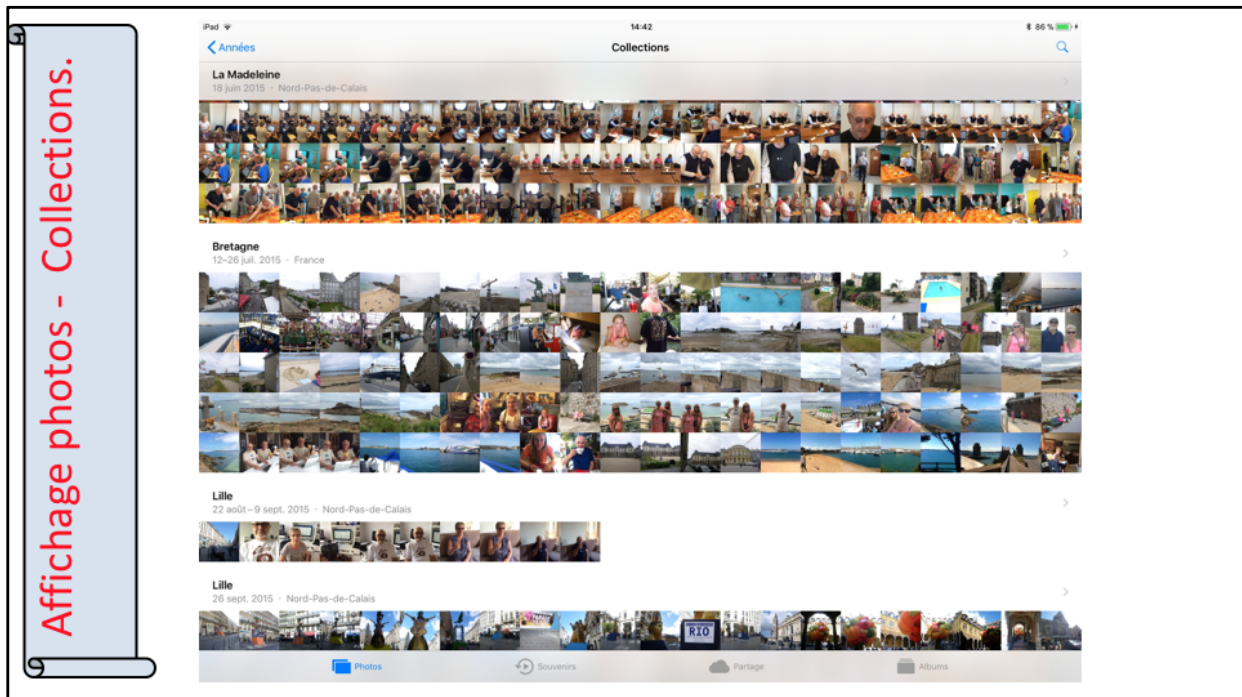 Affichage photos - Collections.
iPad 14:42 86 %
Années Collections
La Madeleine
18 juin 2015 · Nord-Pas-de-Calais
Bretagne
12–26 juil. 2015 · France
Lille
22 août–9 sept. 2015 · Nord-Pas-de-Calais
Lille
26 sept. 2015 · Nord-Pas-de-Calais
RIO
Photos Souvenirs Partage Albums